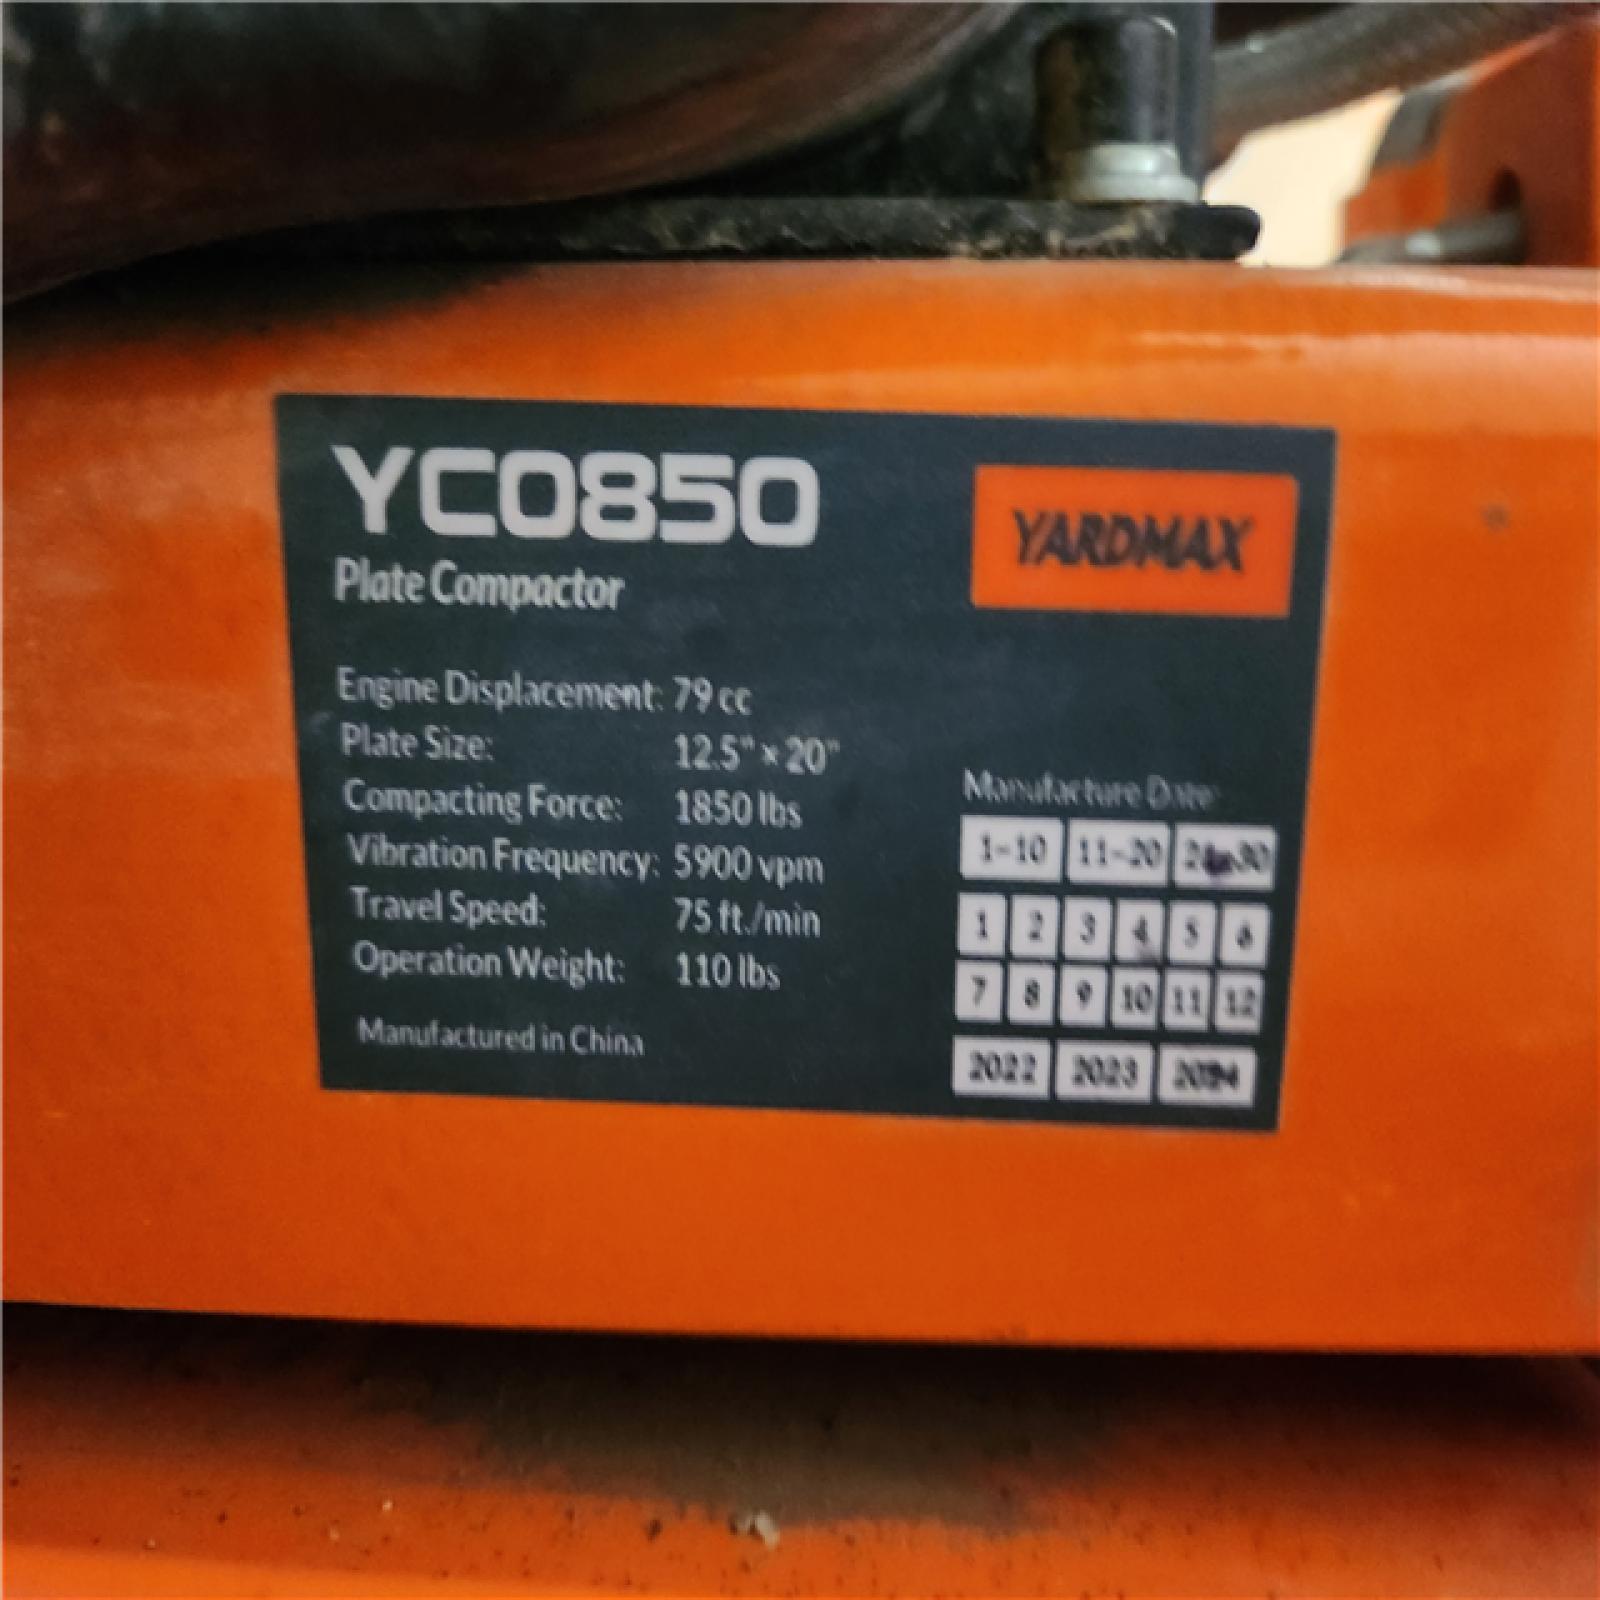 YC0850
YARDMAX
Plate Compactor
Engine Displacement: 79 cc
Plate Size: 12.5" × 20"
Compacting Force: 1850 lbs
Vibration Frequency: 5900 vpm
Travel Speed: 75 ft./min
Operation Weight: 110 lbs
Manufactured in China
Manufacture Date:
1-10 11-20 21-30
1 2 3 4 5 6
7 8 9 10 11 12
2022 2023 2024